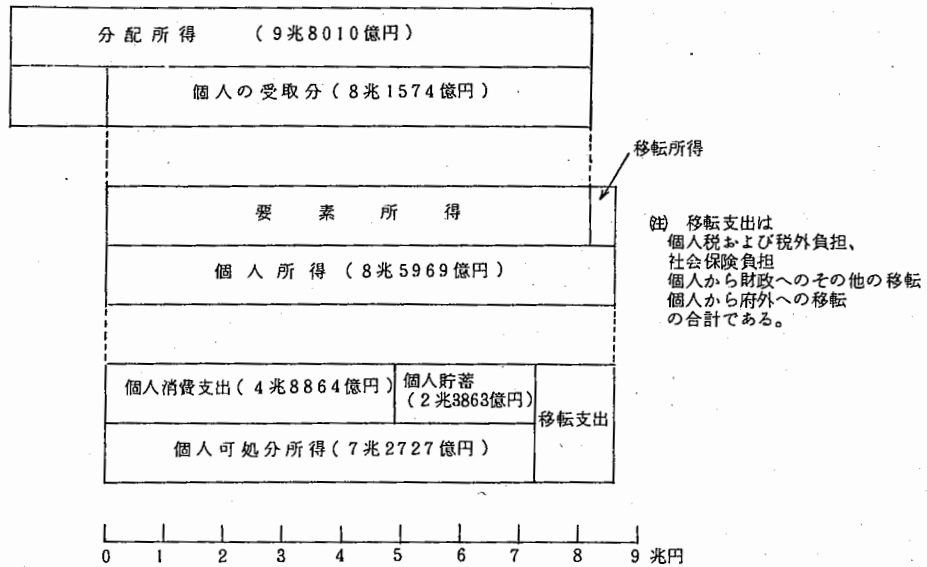 分配所得 (9兆8010億円)
個人の受取分(8兆1574億円)
移転所得
要素所得
個人所得(8兆5969億円)
(注) 移転支出は
個人税および税外負担、
社会保険負担
個人から財政へのその他の移転
個人から府外への移転
の合計である。
個人消費支出(4兆8864億円)
個人貯蓄
(2兆3863億円)
移転支出
個人可処分所得(7兆2727億円)
0 1 2 3 4 5 6 7 8 9 兆円